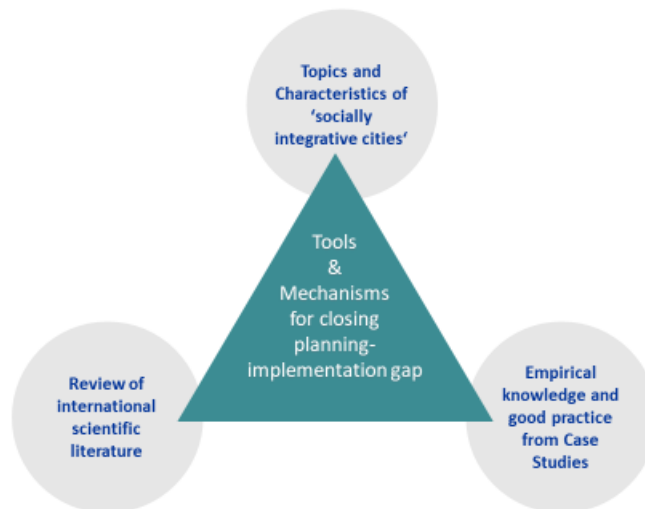 Topics and
Characteristics of
‘socially
integrative cities‘
Tools
&
Mechanisms
for closing
planning-
implementation gap
Review of
international
scientific
literature
Empirical
knowledge and
good practice
from Case
Studies